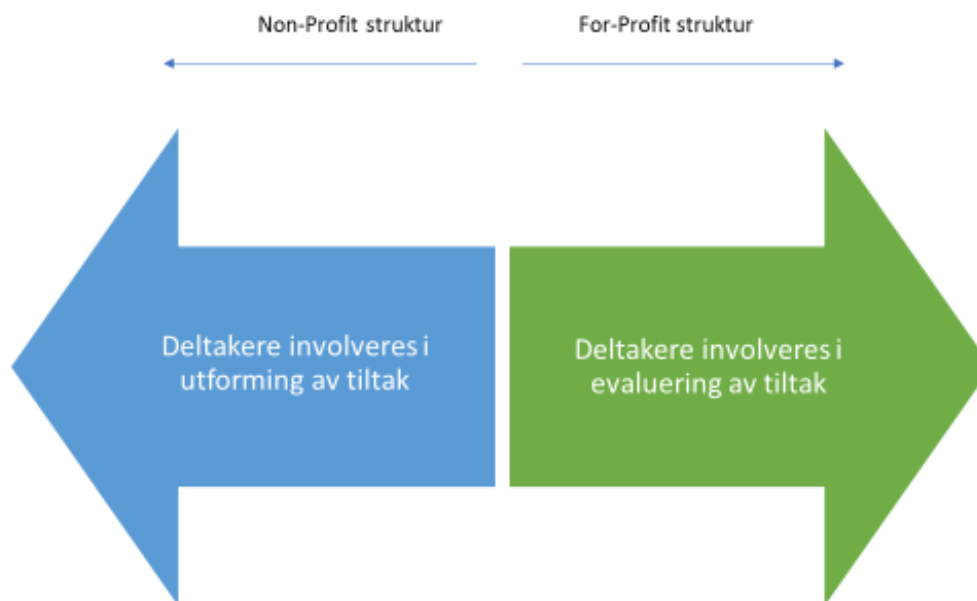 Non-Profit struktur
For-Profit struktur
Deltakere involveres i
utforming av tiltak
Deltakere involveres i
evaluering av tiltak